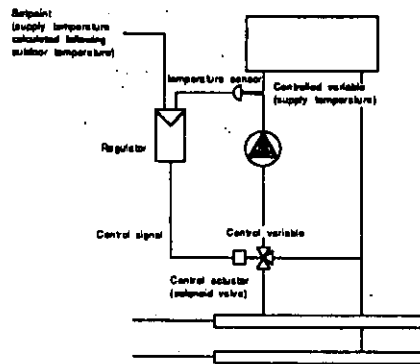 Setpoint
(supply temperature
calculated following
outdoor temperature)
temperature sensor
Controlled variable
(supply temperature)
Regulator
Control signal
Control variable
Control actuator
(solenoid valve)